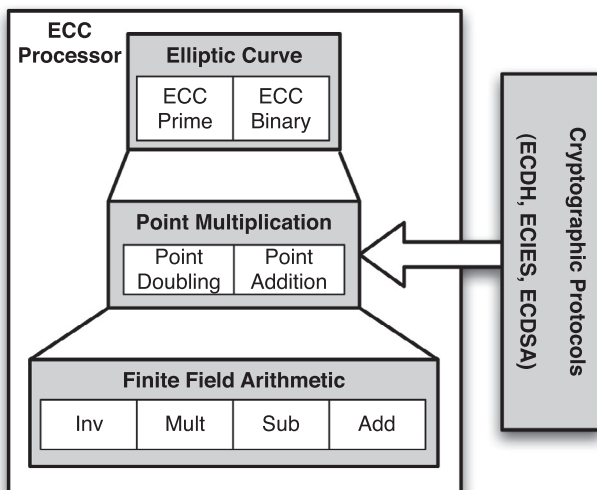 ECC
Processor
Elliptic Curve
ECC
Prime
ECC
Binary
Point Multiplication
Point
Doubling
Point
Addition
Finite Field Arithmetic
Inv
Mult
Sub
Add
Cryptographic Protocols
(ECDH, ECIES, ECDSA)